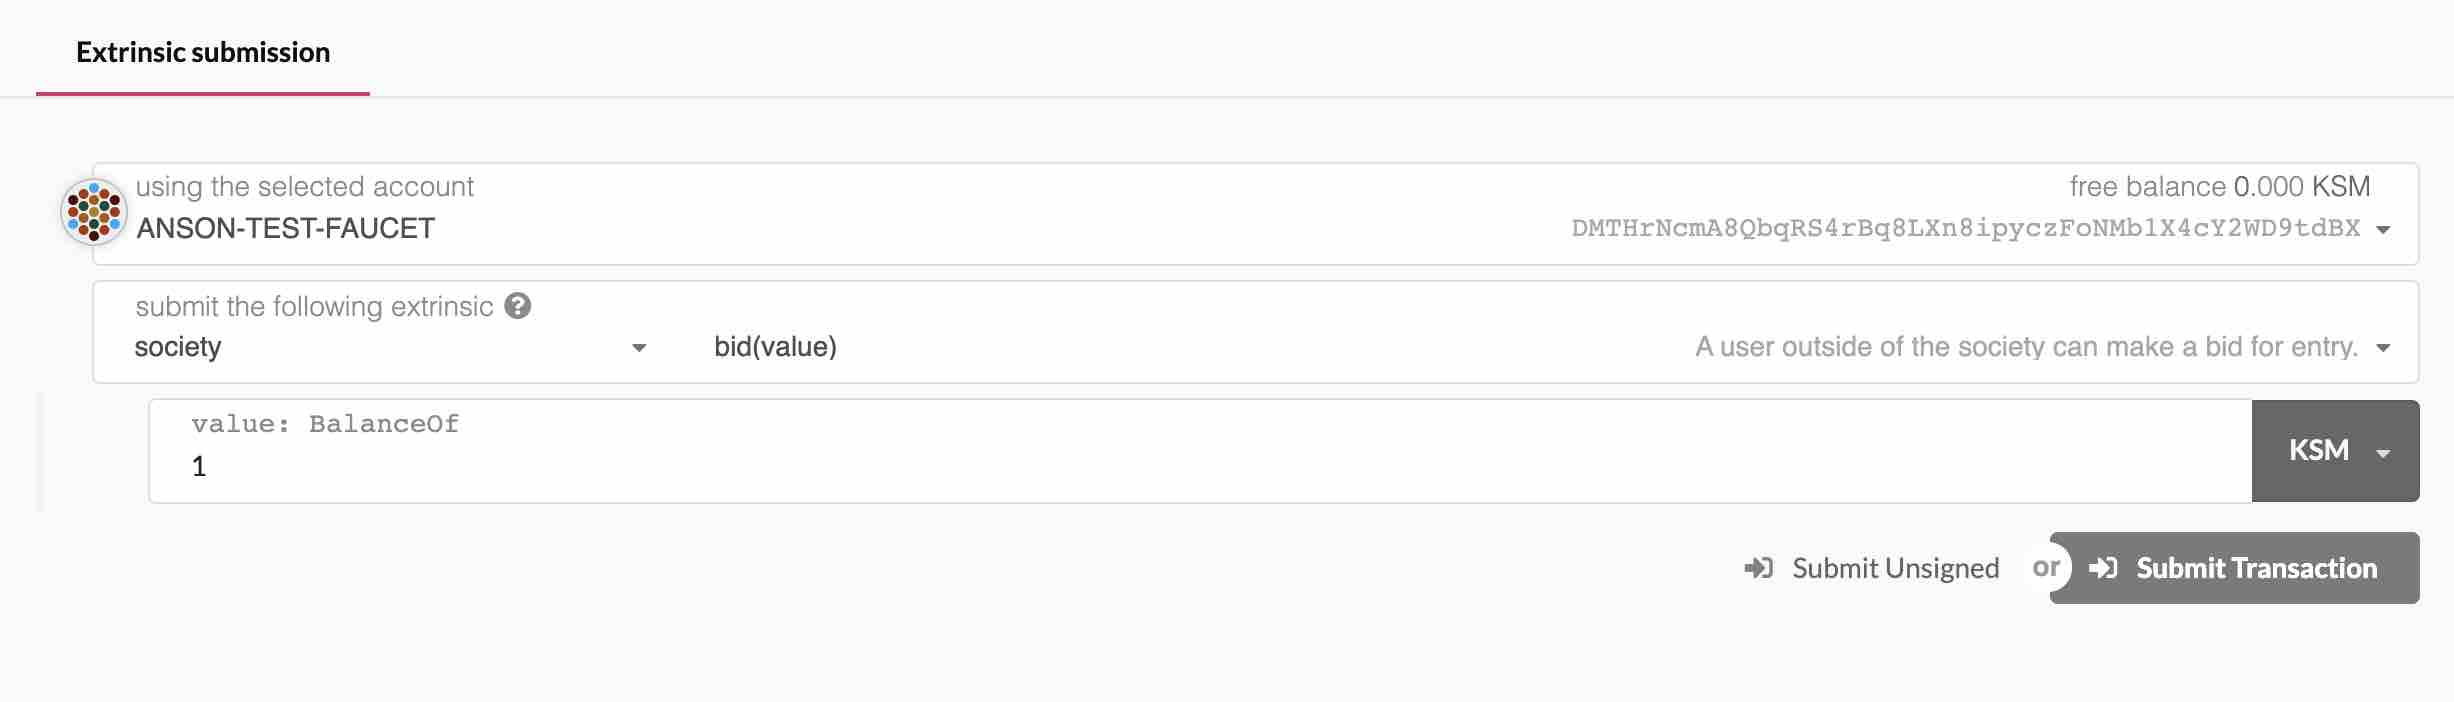 Extrinsic submission
using the selected account
free balance 0.000 KSM
ANSON-TEST-FAUCET
DMTHrNcmA8QbqRS4rBq8LXn8ipyczFoNMb1X4cY2WD9tdBX
submit the following extrinsic ?
society
bid(value)
A user outside of the society can make a bid for entry.
value: BalanceOf
1
KSM
Submit Unsigned
or
Submit Transaction